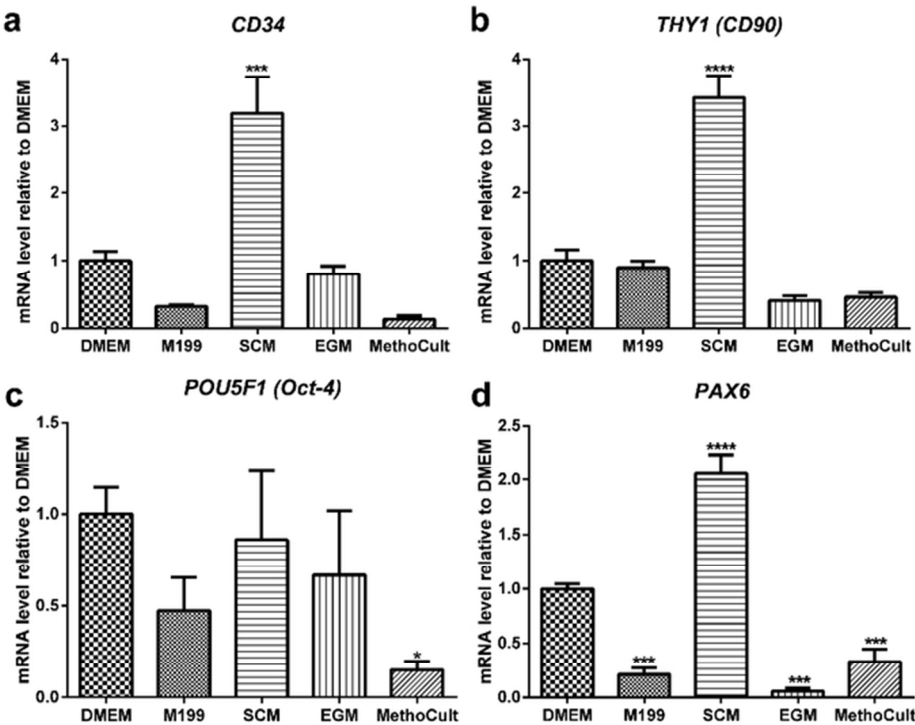 a
CD34
mRNA level relative to DMEM
4
3
2
1
0
***
DMEM M199 SCM EGM MethoCult
b
THY1 (CD90)
mRNA level relative to DMEM
4
3
2
1
0
****
DMEM M199 SCM EGM MethoCult
c
POU5F1 (Oct-4)
mRNA level relative to DMEM
1.5
1.0
0.5
0.0
*
DMEM M199 SCM EGM MethoCult
d
PAX6
mRNA level relative to DMEM
2.5
2.0
1.5
1.0
0.5
0.0
***
****
***
***
DMEM M199 SCM EGM MethoCult